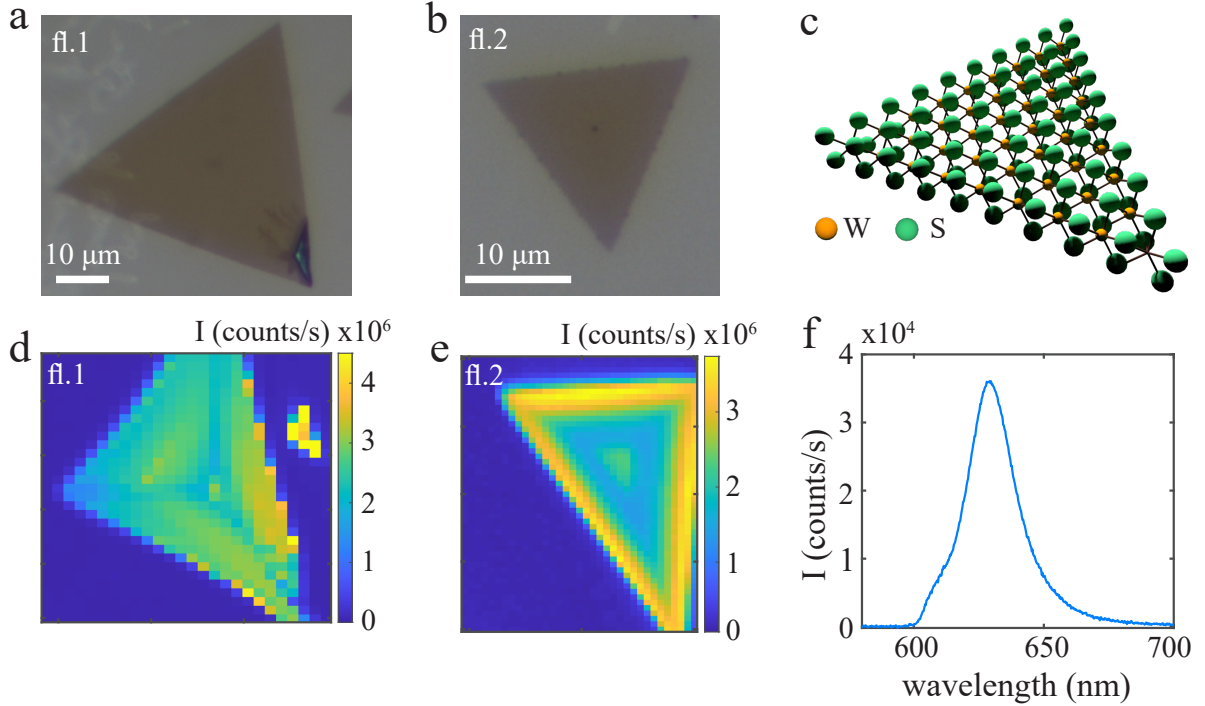 a
fl.1
10 μm
b
fl.2
10 μm
c
W
S
d
I (counts/s) x10⁶
fl.1
4
3
2
1
0
e
I (counts/s) x10⁶
fl.2
3
2
1
0
f
x10⁴
4
3
2
1
0
I (counts/s)
600
650
700
wavelength (nm)